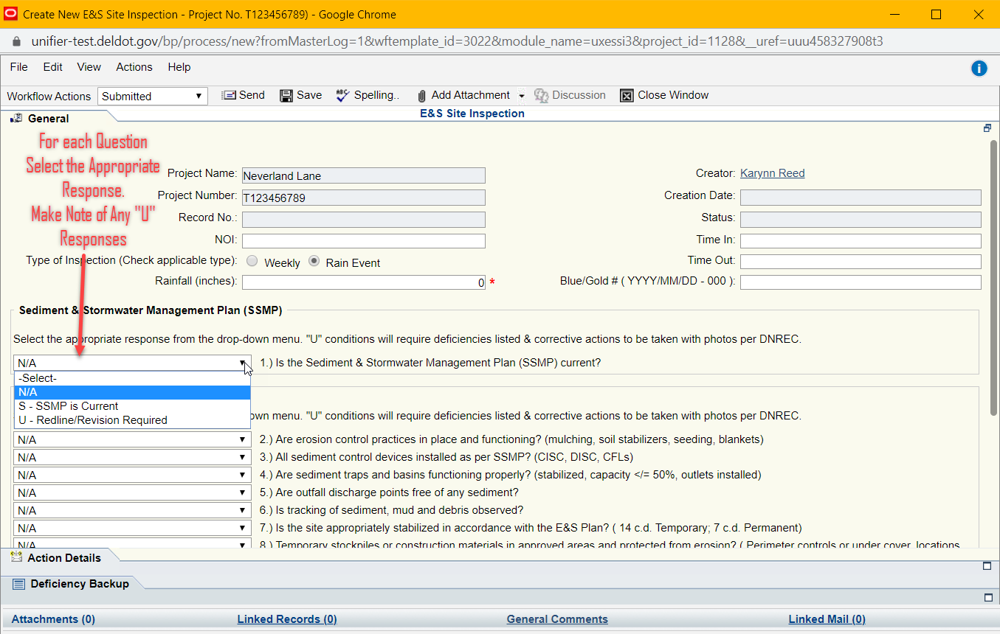 Create New E&S Site Inspection - Project No. T123456789) - Google Chrome
unifier-test.deldot.gov/bp/process/new?fromMasterLog=1&wftemplate_id=3022&module_name=uxessi3&project_id=1128&__uref=uuu458327908t3
File Edit View Actions Help
Workflow Actions Submitted Send Save ABC Spelling.. Add Attachment Discussion Close Window
E&S Site Inspection
General
For each Question
Select the Appropriate
Response.
Make Note of Any "U"
Responses
Project Name: Neverland Lane Creator: Karynn Reed
Project Number: T123456789 Creation Date:
Record No.: Status:
NOI: Time In:
Type of Inspection (Check applicable type): Weekly Rain Event Time Out:
Rainfall (inches): 0 * Blue/Gold # ( YYYY/MM/DD - 000 ):
Sediment & Stormwater Management Plan (SSMP)
Select the appropriate response from the drop-down menu. "U" conditions will require deficiencies listed & corrective actions to be taken with photos per DNREC.
N/A 1.) Is the Sediment & Stormwater Management Plan (SSMP) current?
-Select-
N/A
S - SSMP is Current
U - Redline/Revision Required
own menu. "U" conditions will require deficiencies listed & corrective actions to be taken with photos per DNREC.
N/A 2.) Are erosion control practices in place and functioning? (mulching, soil stabilizers, seeding, blankets)
N/A 3.) All sediment control devices installed as per SSMP? (CISC, DISC, CFLs)
N/A 4.) Are sediment traps and basins functioning properly? (stabilized, capacity </= 50%, outlets installed)
N/A 5.) Are outfall discharge points free of any sediment?
N/A 6.) Is tracking of sediment, mud and debris observed?
N/A 7.) Is the site appropriately stabilized in accordance with the E&S Plan? ( 14 c.d. Temporary; 7 c.d. Permanent)
N/A 8.) Temporary stockpiles or construction materials in approved areas and protected from erosion? ( Perimeter controls or under cover, locations
Action Details
Deficiency Backup
Attachments (0) Linked Records (0) General Comments Linked Mail (0)